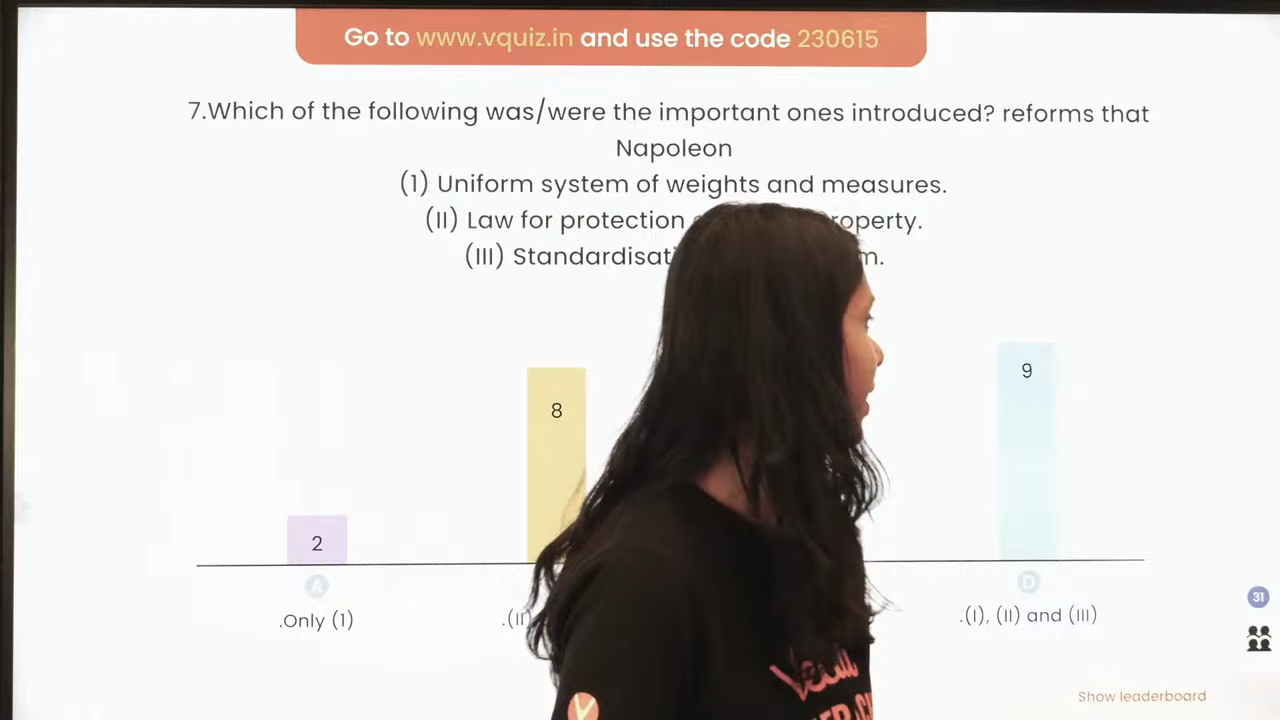 Go to www.vquiz.in and use the code 230615
7.Which of the following was/were the important ones introduced? reforms that
Napoleon
(1) Uniform system of weights and measures.
(II) Law for protection
(III)
8
9
2
A
D
.Only (1)
.(II)
.(I), (II) and (III)
31
Show leaderboard